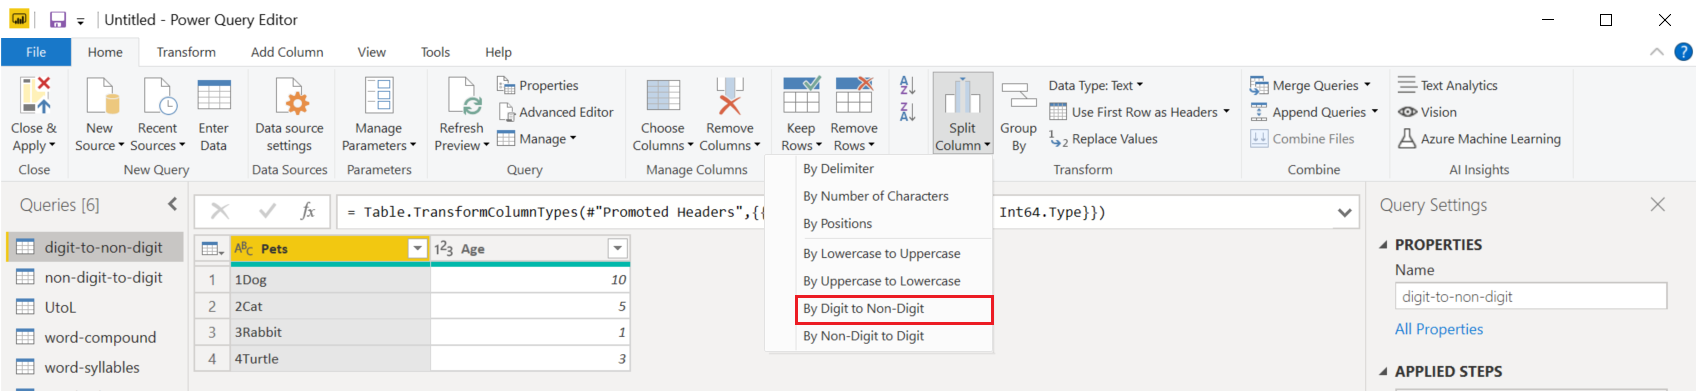 Untitled - Power Query Editor
File Home Transform Add Column View Tools Help
Close & Apply
New Source
Recent Sources
Enter Data
Data source settings
Manage Parameters
Refresh Preview
Properties
Advanced Editor
Manage
Choose Columns
Remove Columns
Keep Rows
Remove Rows
A Z
Z A
Split Column
Group By
Data Type: Text
Use First Row as Headers
1 2 Replace Values
Merge Queries
Append Queries
Combine Files
Text Analytics
Vision
Azure Machine Learning
Close New Query Data Sources Parameters Query Manage Columns Transform Combine AI Insights
By Delimiter
By Number of Characters
By Positions
By Lowercase to Uppercase
By Uppercase to Lowercase
By Digit to Non-Digit
By Non-Digit to Digit
Queries [6]
digit-to-non-digit
non-digit-to-digit
UtoL
word-compound
word-syllables
fx = Table.TransformColumnTypes(#"Promoted Headers",{{ Int64.Type}})
ABC Pets 123 Age
1 1Dog 10
2 2Cat 5
3 3Rabbit 1
4 4Turtle 3
Query Settings
PROPERTIES
Name
digit-to-non-digit
All Properties
APPLIED STEPS